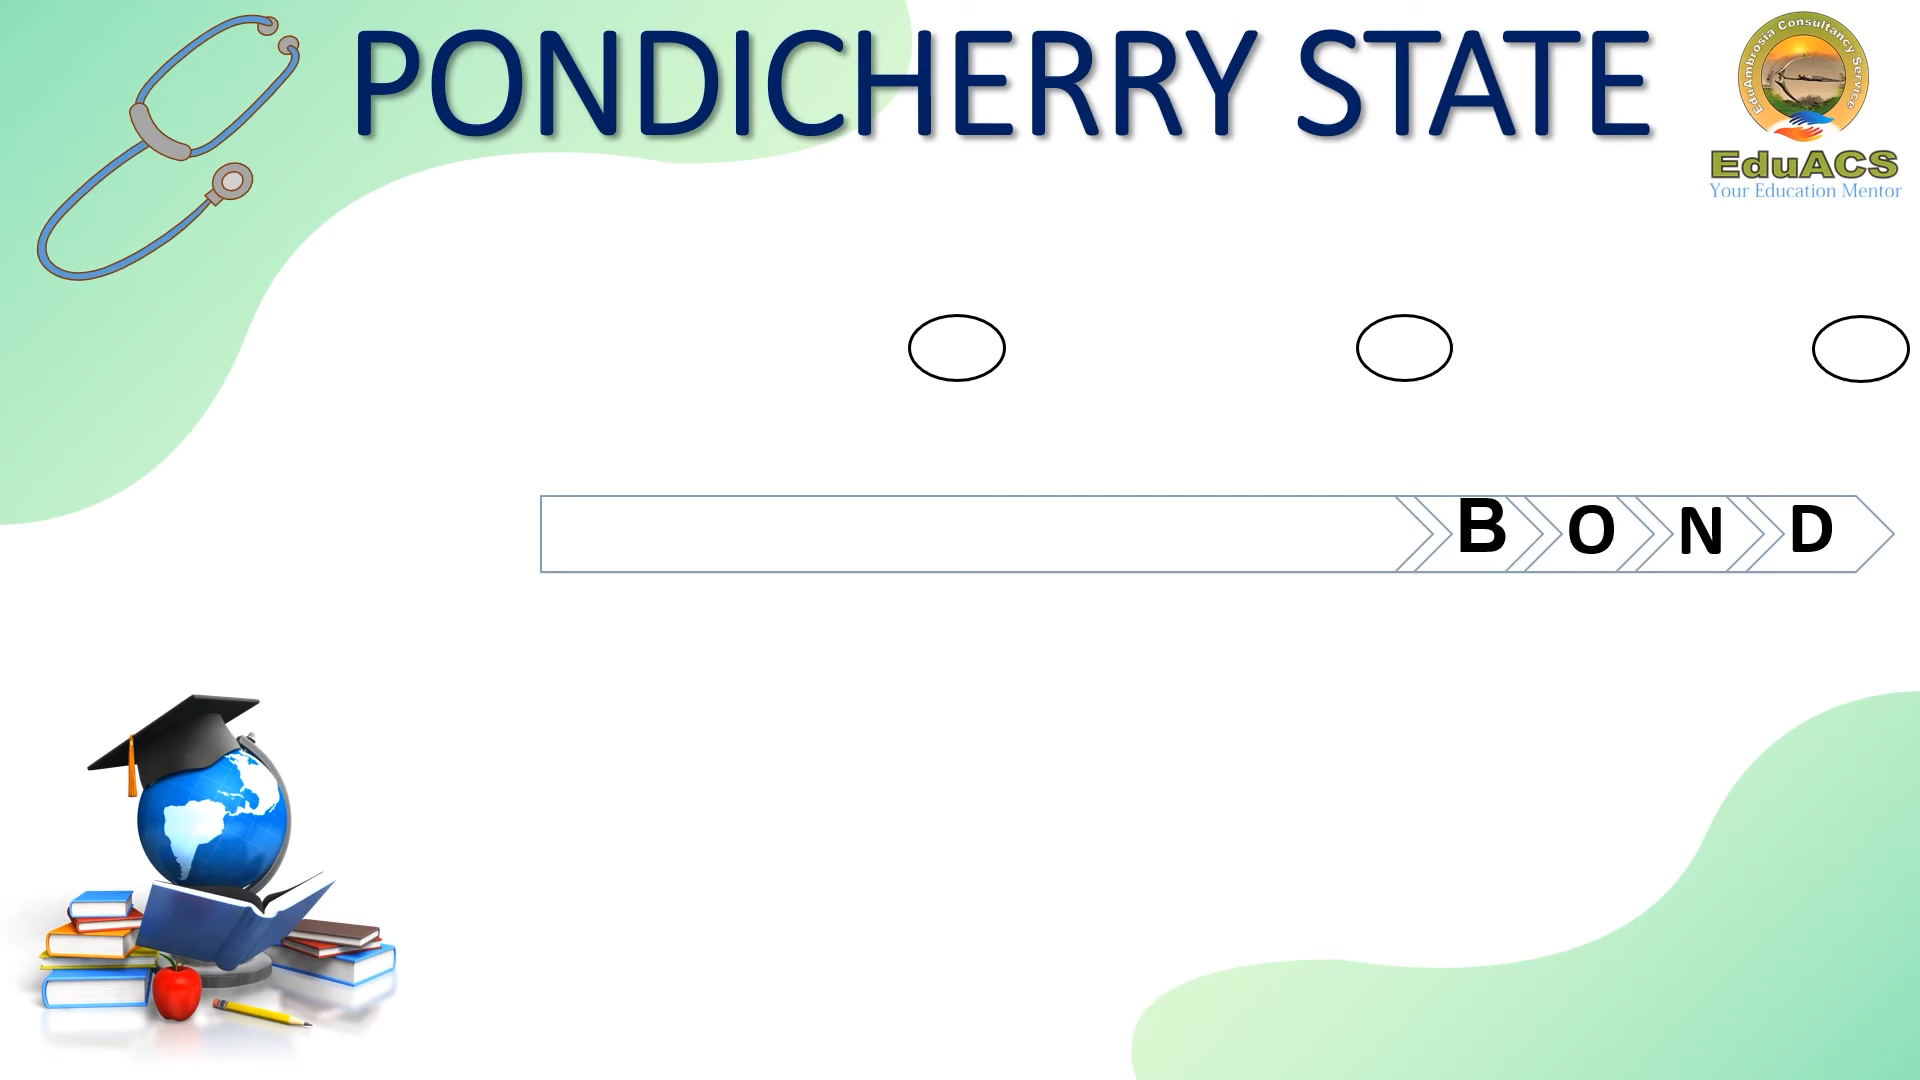 PONDICHERRY STATE
EduAmbrosia Consultancy Service
EduACS
Your Education Mentor
B O N D